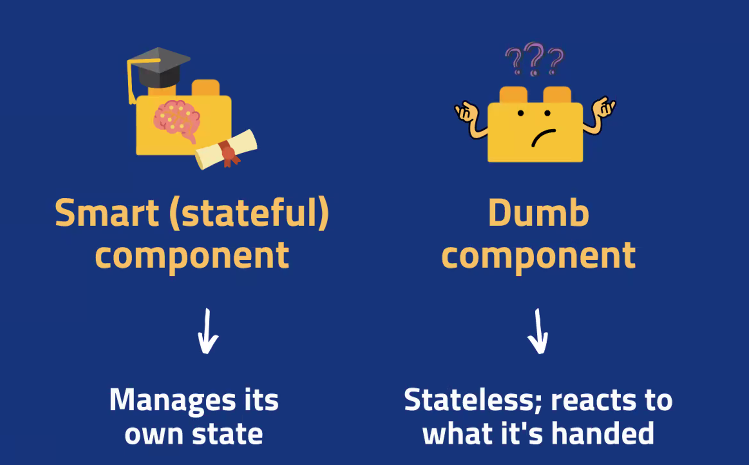 ???
Smart (stateful)
component
Dumb
component
Manages its
own state
Stateless; reacts to
what it's handed